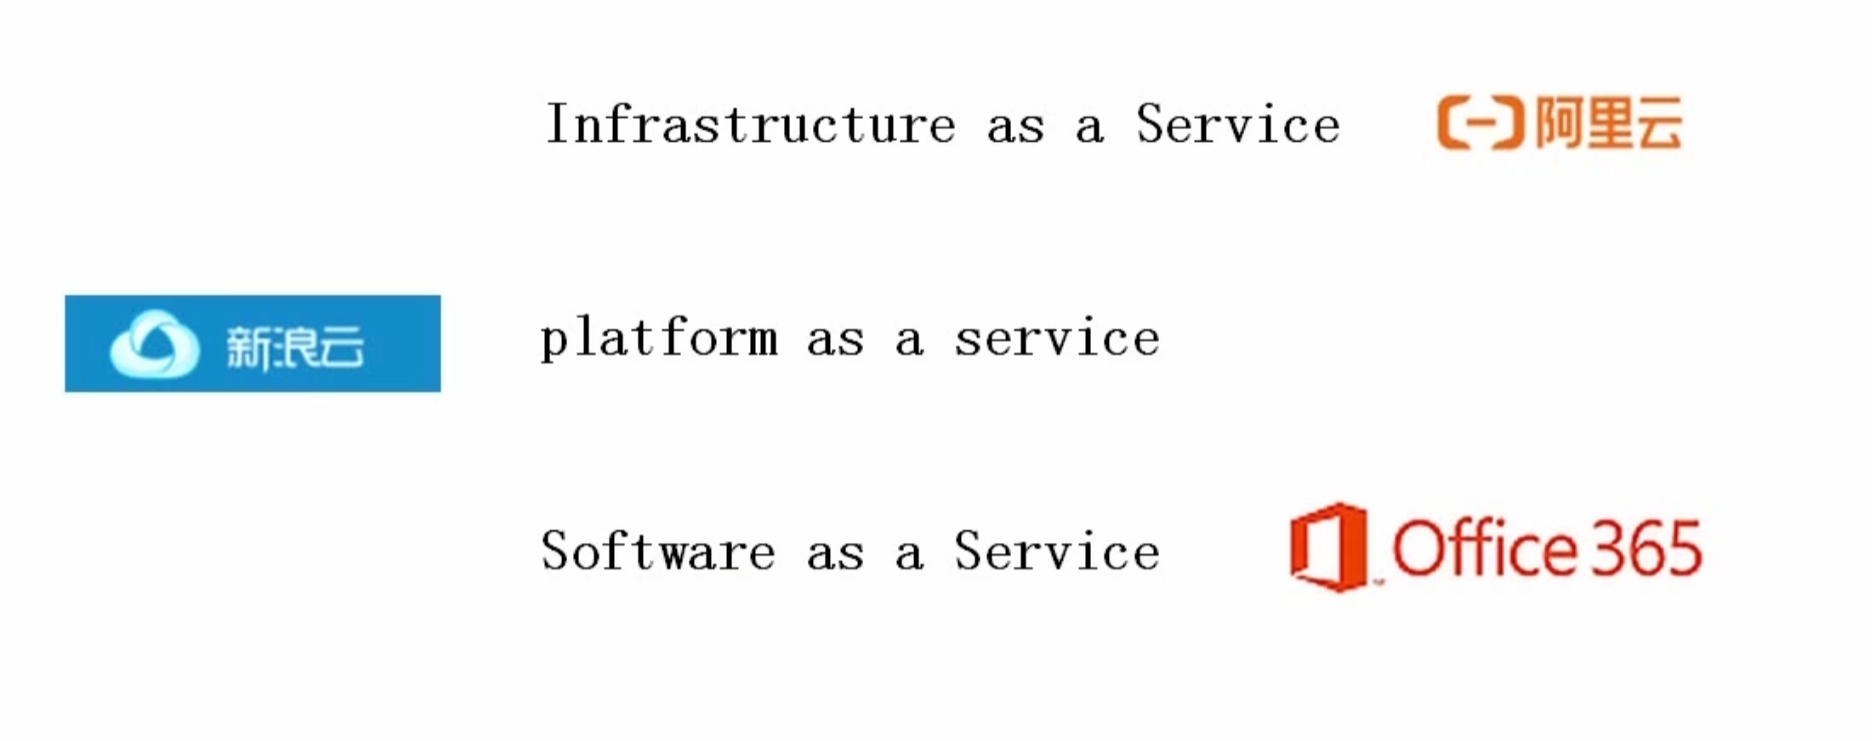 Infrastructure as a Service 阿里云
新浪云 platform as a service
Software as a Service Office 365